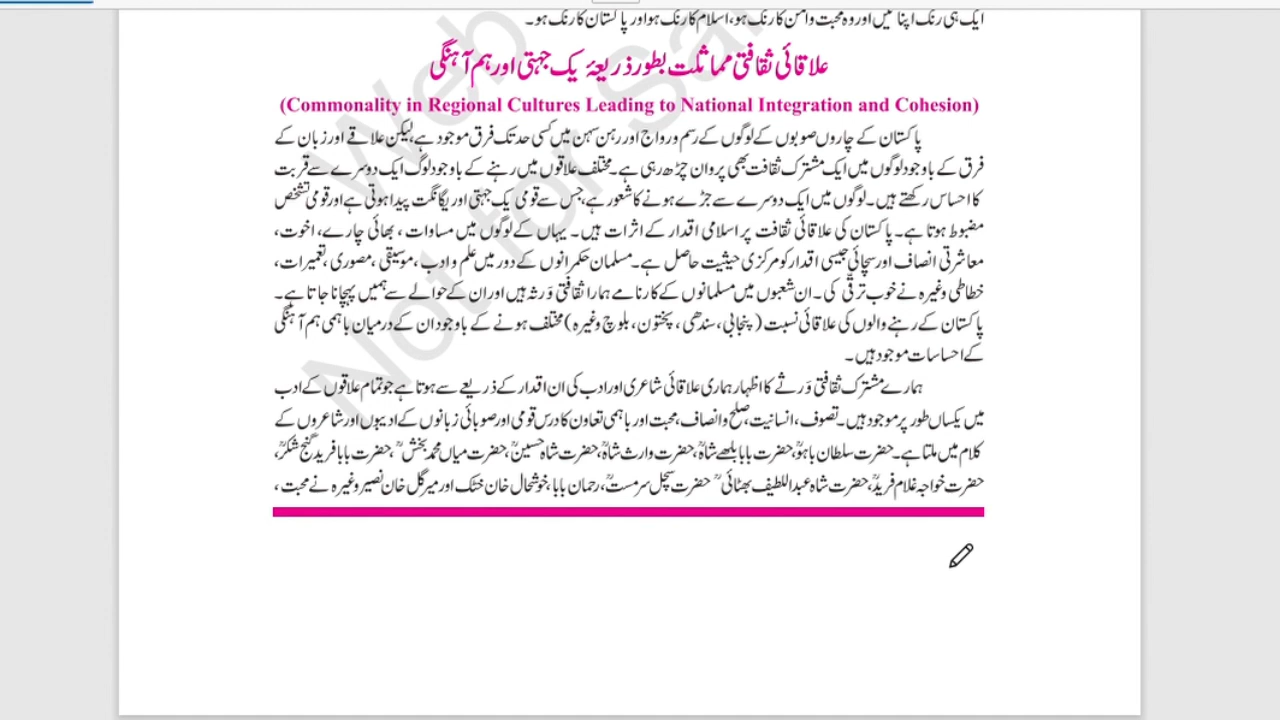 ایک ہی رنگ اپنائیں اور وہ محبت و امن کا رنگ ہو، اسلام کا رنگ ہو اور پاکستان کا رنگ ہو۔
علاقائی ثقافتی مماثلت بطور ذریعۂ یک جہتی اور ہم آہنگی
(Commonality in Regional Cultures Leading to National Integration and Cohesion)
پاکستان کے چاروں صوبوں کے لوگوں کے رسم و رواج اور رہن سہن میں کسی حد تک فرق موجود ہے، لیکن علاقے اور زبان کے
فرق کے باوجود لوگوں میں ایک مشترک ثقافت بھی پروان چڑھ رہی ہے۔ مختلف علاقوں میں رہنے کے باوجود لوگ ایک دوسرے سے قربت
کا احساس رکھتے ہیں۔ لوگوں میں ایک دوسرے سے جڑے ہونے کا شعور ہے، جس سے قومی یک جہتی اور یگانگت پیدا ہوتی ہے اور قومی تشخص
مضبوط ہوتا ہے۔ پاکستان کی علاقائی ثقافت پر اسلامی اقدار کے اثرات ہیں۔ یہاں کے لوگوں میں مساوات، بھائی چارے، اخوت،
معاشرتی انصاف اور سچائی جیسی اقدار کو مرکزی حیثیت حاصل ہے۔ مسلمان حکمرانوں کے دور میں علم و ادب، موسیقی، مصوری، تعمیرات،
خطاطی وغیرہ نے خوب ترقّی کی۔ ان شعبوں میں مسلمانوں کے کارنامے ہمارا ثقافتی وَرثہ ہیں اور ان کے حوالے سے ہمیں پہچانا جاتا ہے۔
پاکستان کے رہنے والوں کی علاقائی نسبت (پنجابی، سندھی، پختون، بلوچ وغیرہ) مختلف ہونے کے باوجود ان کے درمیان باہمی ہم آہنگی
کے احساسات موجود ہیں۔
ہمارے مشترک ثقافتی وَرثے کا اظہار ہماری علاقائی شاعری اور ادب کی ان اقدار کے ذریعے سے ہوتا ہے جو تمام علاقوں کے ادب
میں یکساں طور پر موجود ہیں۔ تصوف، انسانیت، صلح و انصاف، محبت اور باہمی تعاون کا درس قومی اور صوبائی زبانوں کے ادیبوں اور شاعروں کے
کلام میں ملتا ہے۔ حضرت سلطان باہوؒ، حضرت بابا بلھے شاہؒ، حضرت وارث شاہؒ، حضرت شاہ حسینؒ، حضرت میاں محمد بخشؒ، حضرت بابا فرید گنج شکرؒ،
حضرت خواجہ غلام فریدؒ، حضرت شاہ عبداللطیف بھٹائیؒ حضرت سچل سرمستؒ، رحمان بابا، خوشحال خان خٹک اور میر گل خان نصیر وغیرہ نے محبت،
Web
Not for Sal